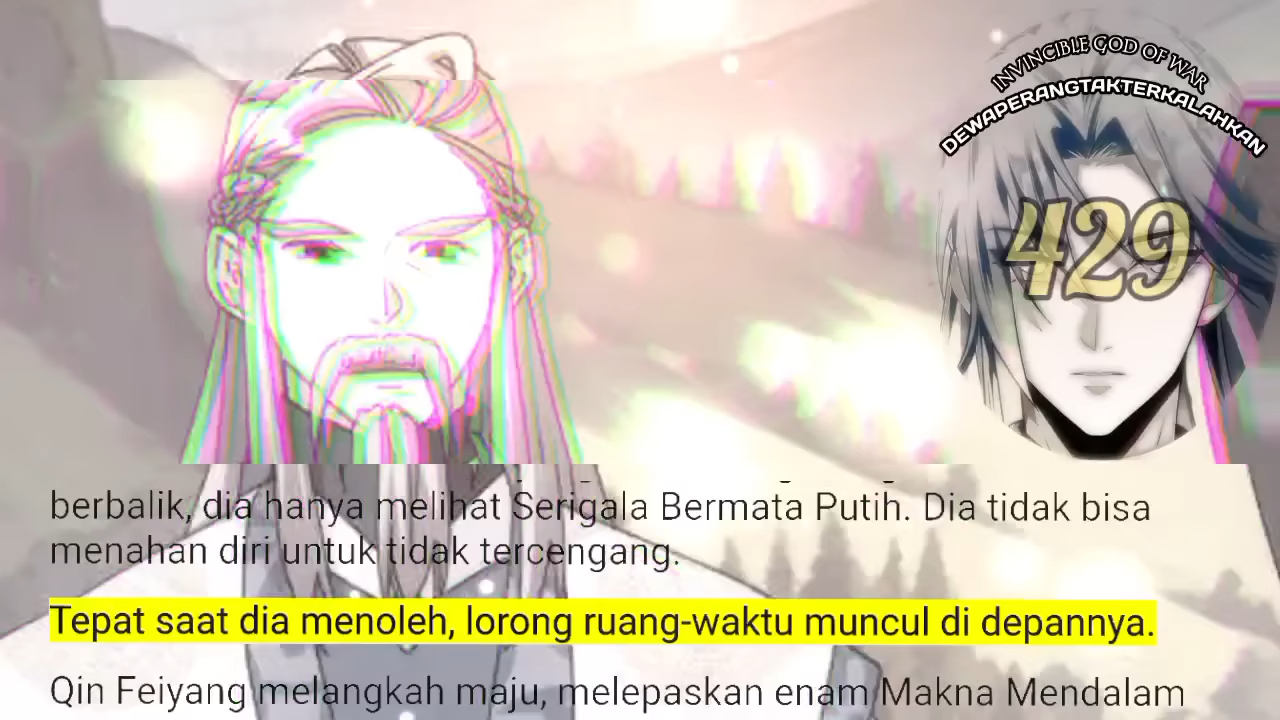 INVINCIBLE GOD OF WAR
DEWAPERANGTAKTERKALAHKAN
429
berbalik, dia hanya melihat Serigala Bermata Putih. Dia tidak bisa
menahan diri untuk tidak tercengang.
Tepat saat dia menoleh, lorong ruang-waktu muncul di depannya.
Qin Feiyang melangkah maju, melepaskan enam Makna Mendalam